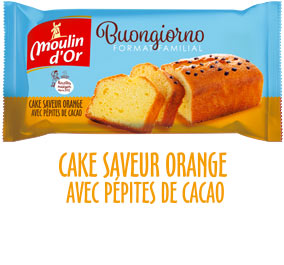 Moulin
d'Or
Buongiorno
FORMAT FAMILIAL
CAKE SAVEUR ORANGE
AVEC PÉPITES DE CACAO
CAKE SAVEUR ORANGE
AVEC PÉPITES DE CACAO